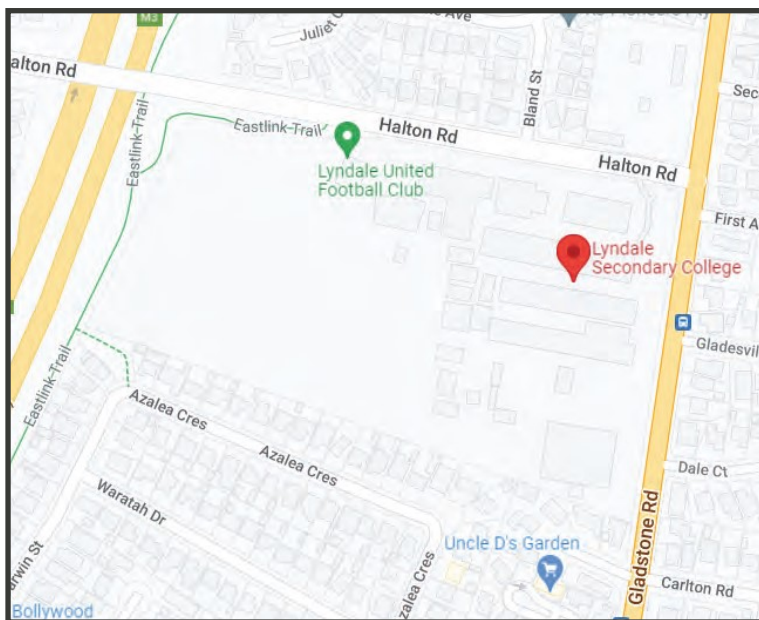 M3
Juliet
Ave
alton Rd
Bland St
Sec
Eastlink-Trail
Eastlink-Trail
Halton Rd
Halton Rd
Lyndale United
Football Club
First A
Lyndale
Secondary College
Gladesvil
Eastlink-Trail
Azalea Cres
Azalea Cres
Dale Ct
Waratah Dr
Gladstone Rd
Uncle D's Garden
Carlton Rd
arwin St
zalea Cres
Bollywood